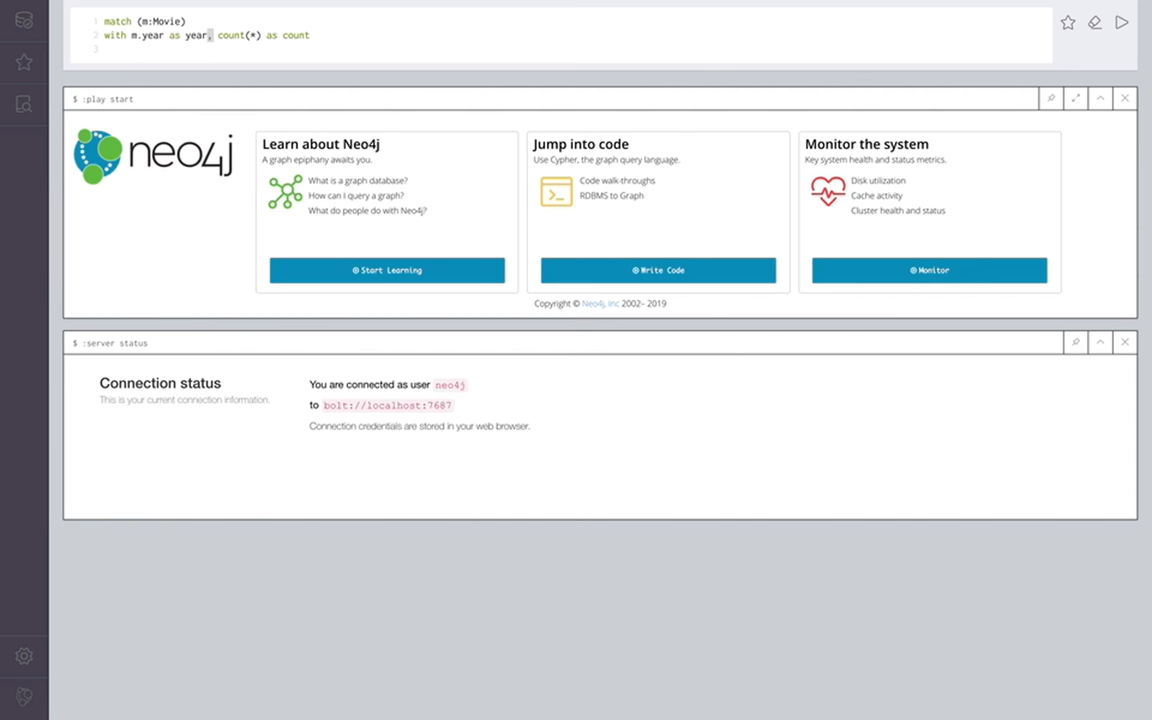 1 match (m:Movie)
2 with m.year as year, count(*) as count
3
$ :play start
neo4j
Learn about Neo4j
A graph epiphany awaits you.
What is a graph database?
How can I query a graph?
What do people do with Neo4j?
Start Learning
Jump into code
Use Cypher, the graph query language.
Code walk-throughs
RDBMS to Graph
Write Code
Monitor the system
Key system health and status metrics.
Disk utilization
Cache activity
Cluster health and status
Monitor
Copyright © Neo4j, Inc 2002– 2019
$ :server status
Connection status
This is your current connection information.
You are connected as user neo4j
to bolt://localhost:7687
Connection credentials are stored in your web browser.